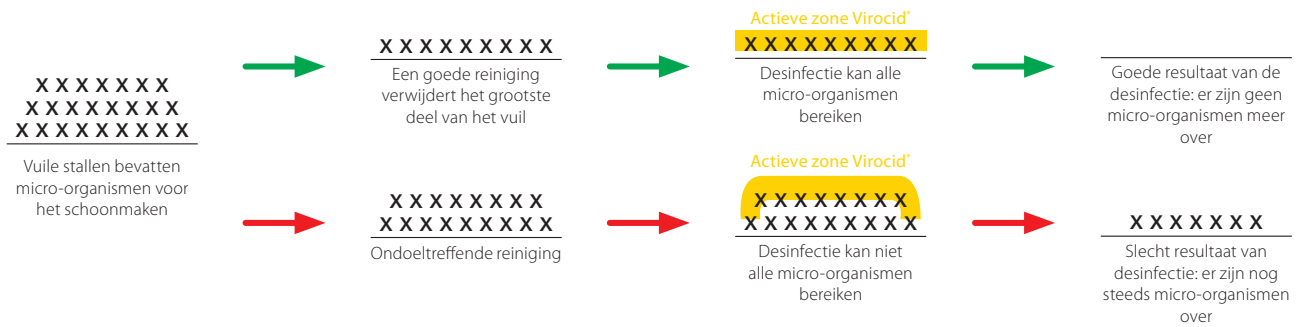 X X X X X X X
X X X X X X X X
X X X X X X X X X
Vuile stallen bevatten
micro-organismen voor
het schoonmaken
X X X X X X X X X
Een goede reiniging
verwijdert het grootste
deel van het vuil
Actieve zone Virocid®
X X X X X X X X X
Desinfectie kan alle
micro-organismen
bereiken
Goede resultaat van de
desinfectie: er zijn geen
micro-organismen meer
over
X X X X X X X X
X X X X X X X X X
Ondoeltreffende reiniging
Actieve zone Virocid®
X X X X X X X X
X X X X X X X X X
Desinfectie kan niet
alle micro-organismen
bereiken
X X X X X X X
Slecht resultaat van
desinfectie: er zijn nog
steeds micro-organismen
over